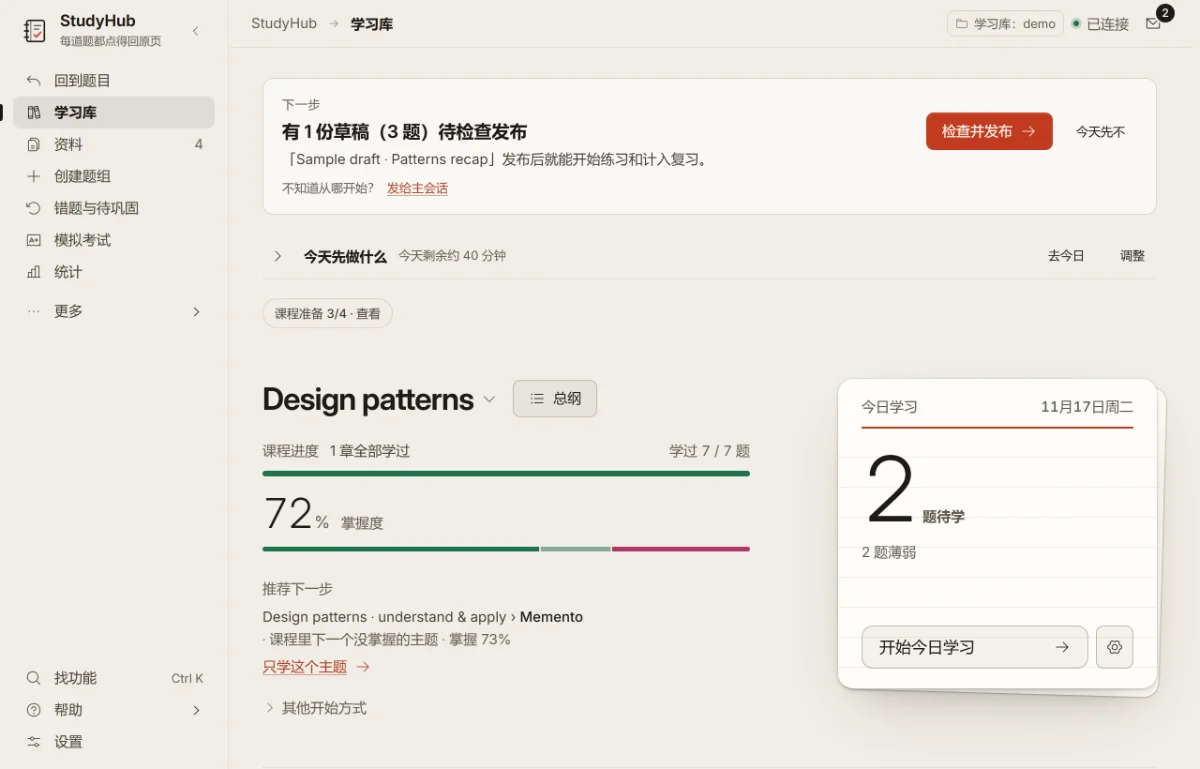 StudyHub
每道题都点得回原页
回到题目
学习库
资料 4
创建题组
错题与待巩固
模拟考试
统计
更多
找功能 Ctrl K
帮助
设置
StudyHub → 学习库
学习库: demo 已连接 2
下一步
有 1 份草稿（3 题）待检查发布
「Sample draft · Patterns recap」发布后就能开始练习和计入复习。
不知道从哪开始? 发给主会话
检查并发布 →
今天先不
今天先做什么 今天剩余约 40 分钟
去今日 调整
课程准备 3/4 · 查看
Design patterns
总纲
课程进度 1 章全部学过 学过 7 / 7 题
72% 掌握度
推荐下一步
Design patterns · understand & apply › Memento
· 课程里下一个没掌握的主题 · 掌握 73%
只学这个主题 →
其他开始方式
今日学习 11月17日周二
2 题待学
2 题薄弱
开始今日学习 →